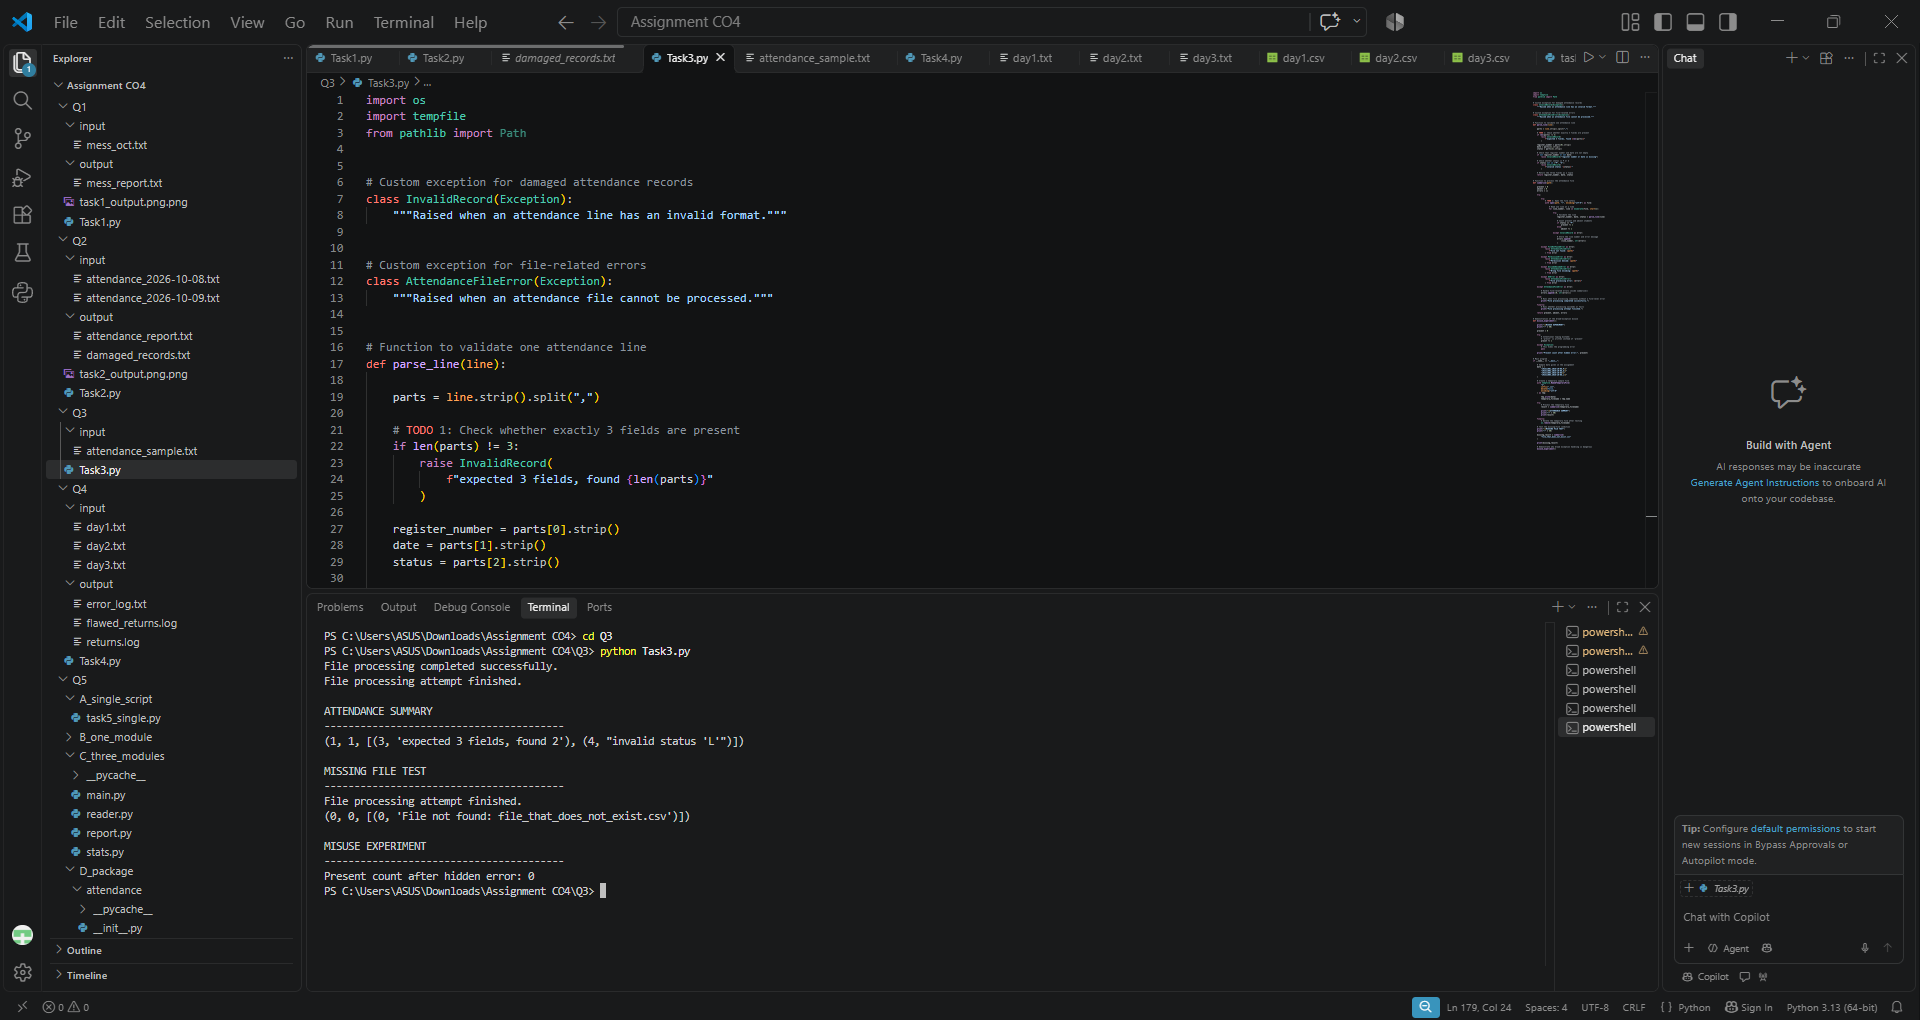 File Edit Selection View Go Run Terminal Help
Assignment CO4
Explorer
Assignment CO4
Q1
input
mess_oct.txt
output
mess_report.txt
task1_output.png.png
Task1.py
Q2
input
attendance_2026-10-08.txt
attendance_2026-10-09.txt
output
attendance_report.txt
damaged_records.txt
task2_output.png.png
Task2.py
Q3
input
attendance_sample.txt
Task3.py
Q4
input
day1.txt
day2.txt
day3.txt
output
error_log.txt
flawed_returns.log
returns.log
Task4.py
Q5
A_single_script
task5_single.py
B_one_module
C_three_modules
__pycache__
main.py
reader.py
report.py
stats.py
D_package
attendance
__pycache__
__init__.py
Outline
Timeline
Task1.py Task2.py damaged_records.txt Task3.py attendance_sample.txt Task4.py day1.txt day2.txt day3.txt day1.csv day2.csv day3.csv tas
Q3 > Task3.py > ...
1 import os
2 import tempfile
3 from pathlib import Path
4
5
6 # Custom exception for damaged attendance records
7 class InvalidRecord(Exception):
8 """Raised when an attendance line has an invalid format."""
9
10
11 # Custom exception for file-related errors
12 class AttendanceFileError(Exception):
13 """Raised when an attendance file cannot be processed."""
14
15
16 # Function to validate one attendance line
17 def parse_line(line):
18
19 parts = line.strip().split(",")
20
21 # TODO 1: Check whether exactly 3 fields are present
22 if len(parts) != 3:
23 raise InvalidRecord(
24 f"expected 3 fields, found {len(parts)}"
25 )
26
27 register_number = parts[0].strip()
28 date = parts[1].strip()
29 status = parts[2].strip()
30
Problems Output Debug Console Terminal Ports
PS C:\Users\ASUS\Downloads\Assignment CO4> cd Q3
PS C:\Users\ASUS\Downloads\Assignment CO4\Q3> python Task3.py
File processing completed successfully.
File processing attempt finished.
ATTENDANCE SUMMARY
----------------------------------------
(1, 1, [(3, 'expected 3 fields, found 2'), (4, "invalid status 'L'")])
MISSING FILE TEST
----------------------------------------
File processing attempt finished.
(0, 0, [(0, 'File not found: file_that_does_not_exist.csv')])
MISUSE EXPERIMENT
----------------------------------------
Present count after hidden error: 0
PS C:\Users\ASUS\Downloads\Assignment CO4\Q3>
powersh...
powersh...
powershell
powershell
powershell
powershell
Chat
Build with Agent
AI responses may be inaccurate
Generate Agent Instructions to onboard AI
onto your codebase.
Tip: Configure default permissions to start
new sessions in Bypass Approvals or
Autopilot mode.
Task3.py
Chat with Copilot
Agent
Copilot
0 0
Ln 179, Col 24 Spaces: 4 UTF-8 CRLF { } Python Sign In Python 3.13 (64-bit)